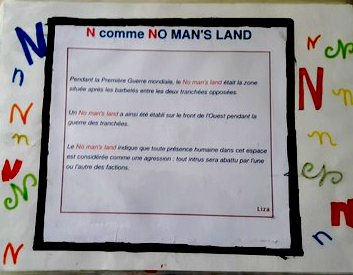 N comme NO MAN'S LAND
Pendant la Première Guerre mondiale, le No man's land était la zone
située après les barbelés entre les deux tranchées opposées.
Un No man's land a ainsi été établi sur le front de l'Ouest pendant la
guerre des tranchées.
Le No man's land indique que toute présence humaine dans cet espace
est considérée comme une agression : tout intrus sera abattu par l'une
ou l'autre des factions.
Liza
N
n
N
n
N
N
N
n
N
N
n
n
N
n
n